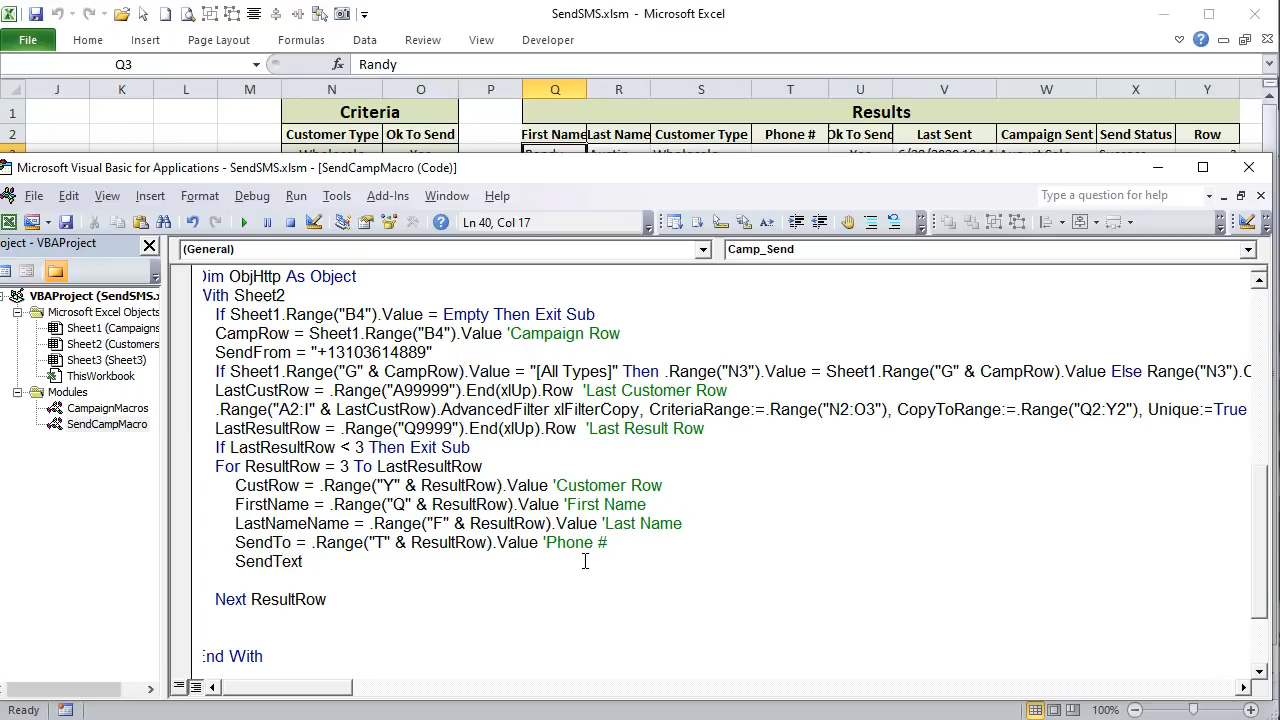 SendSMS.xlsm - Microsoft Excel
File Home Insert Page Layout Formulas Data Review View Developer
Q3 fx Randy
J K L M N O P Q R S T U V W X Y
1 Criteria Results
2 Customer Type Ok To Send First Name Last Name Customer Type Phone # Ok To Send Last Sent Campaign Sent Send Status Row
Microsoft Visual Basic for Applications - SendSMS.xlsm - [SendCampMacro (Code)]
File Edit View Insert Format Debug Run Tools Add-Ins Window Help Type a question for help
Ln 40, Col 17
oject - VBAProject
(General) Camp_Send
VBAProject (SendSMS.x
Microsoft Excel Objects
Sheet1 (Campaigns
Sheet2 (Customers
Sheet3 (Sheet3)
ThisWorkbook
Modules
CampaignMacros
SendCampMacro
Dim ObjHttp As Object
With Sheet2
If Sheet1.Range("B4").Value = Empty Then Exit Sub
CampRow = Sheet1.Range("B4").Value 'Campaign Row
SendFrom = "+13103614889"
If Sheet1.Range("G" & CampRow).Value = "[All Types]" Then .Range("N3").Value = Sheet1.Range("G" & CampRow).Value Else Range("N3").C
LastCustRow = .Range("A99999").End(xlUp).Row 'Last Customer Row
.Range("A2:I" & LastCustRow).AdvancedFilter xlFilterCopy, CriteriaRange:=.Range("N2:O3"), CopyToRange:=.Range("Q2:Y2"), Unique:=True
LastResultRow = .Range("Q9999").End(xlUp).Row 'Last Result Row
If LastResultRow < 3 Then Exit Sub
For ResultRow = 3 To LastResultRow
CustRow = .Range("Y" & ResultRow).Value 'Customer Row
FirstName = .Range("Q" & ResultRow).Value 'First Name
LastNameName = .Range("F" & ResultRow).Value 'Last Name
SendTo = .Range("T" & ResultRow).Value 'Phone #
SendText
Next ResultRow
End With
Ready 100%